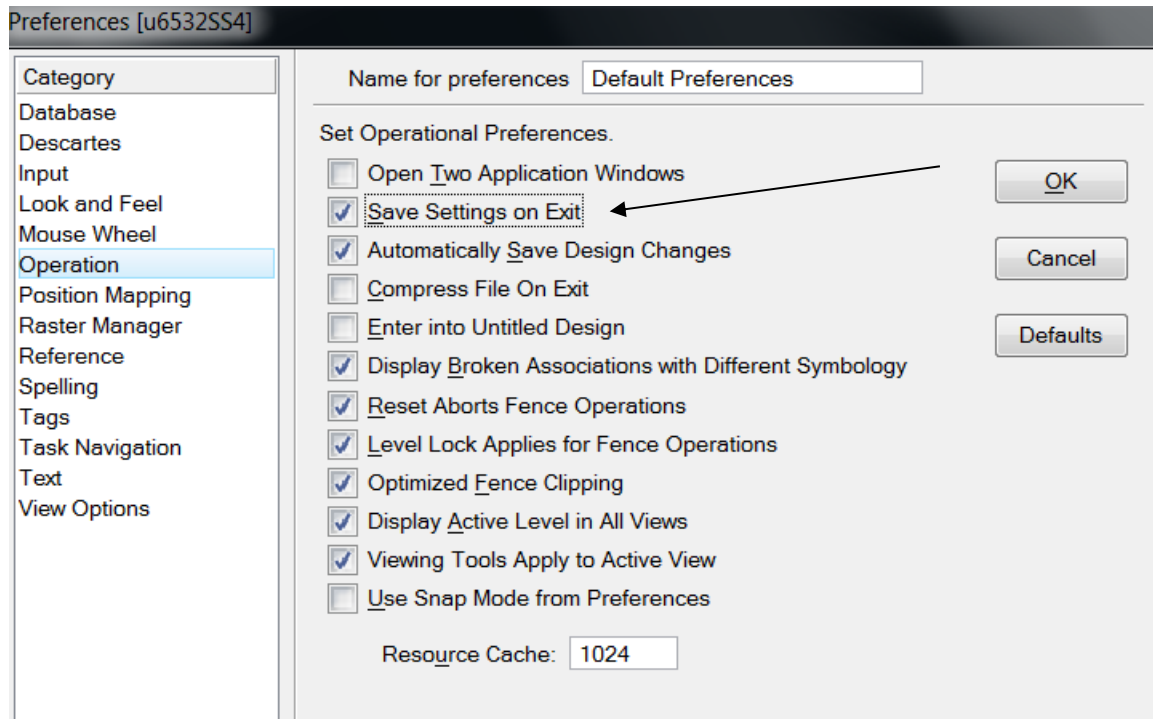 Preferences [u6532SS4]
Category
Database
Descartes
Input
Look and Feel
Mouse Wheel
Operation
Position Mapping
Raster Manager
Reference
Spelling
Tags
Task Navigation
Text
View Options
Name for preferences Default Preferences
Set Operational Preferences.
Open Two Application Windows
Save Settings on Exit
Automatically Save Design Changes
Compress File On Exit
Enter into Untitled Design
Display Broken Associations with Different Symbology
Reset Aborts Fence Operations
Level Lock Applies for Fence Operations
Optimized Fence Clipping
Display Active Level in All Views
Viewing Tools Apply to Active View
Use Snap Mode from Preferences
Resource Cache: 1024
OK
Cancel
Defaults